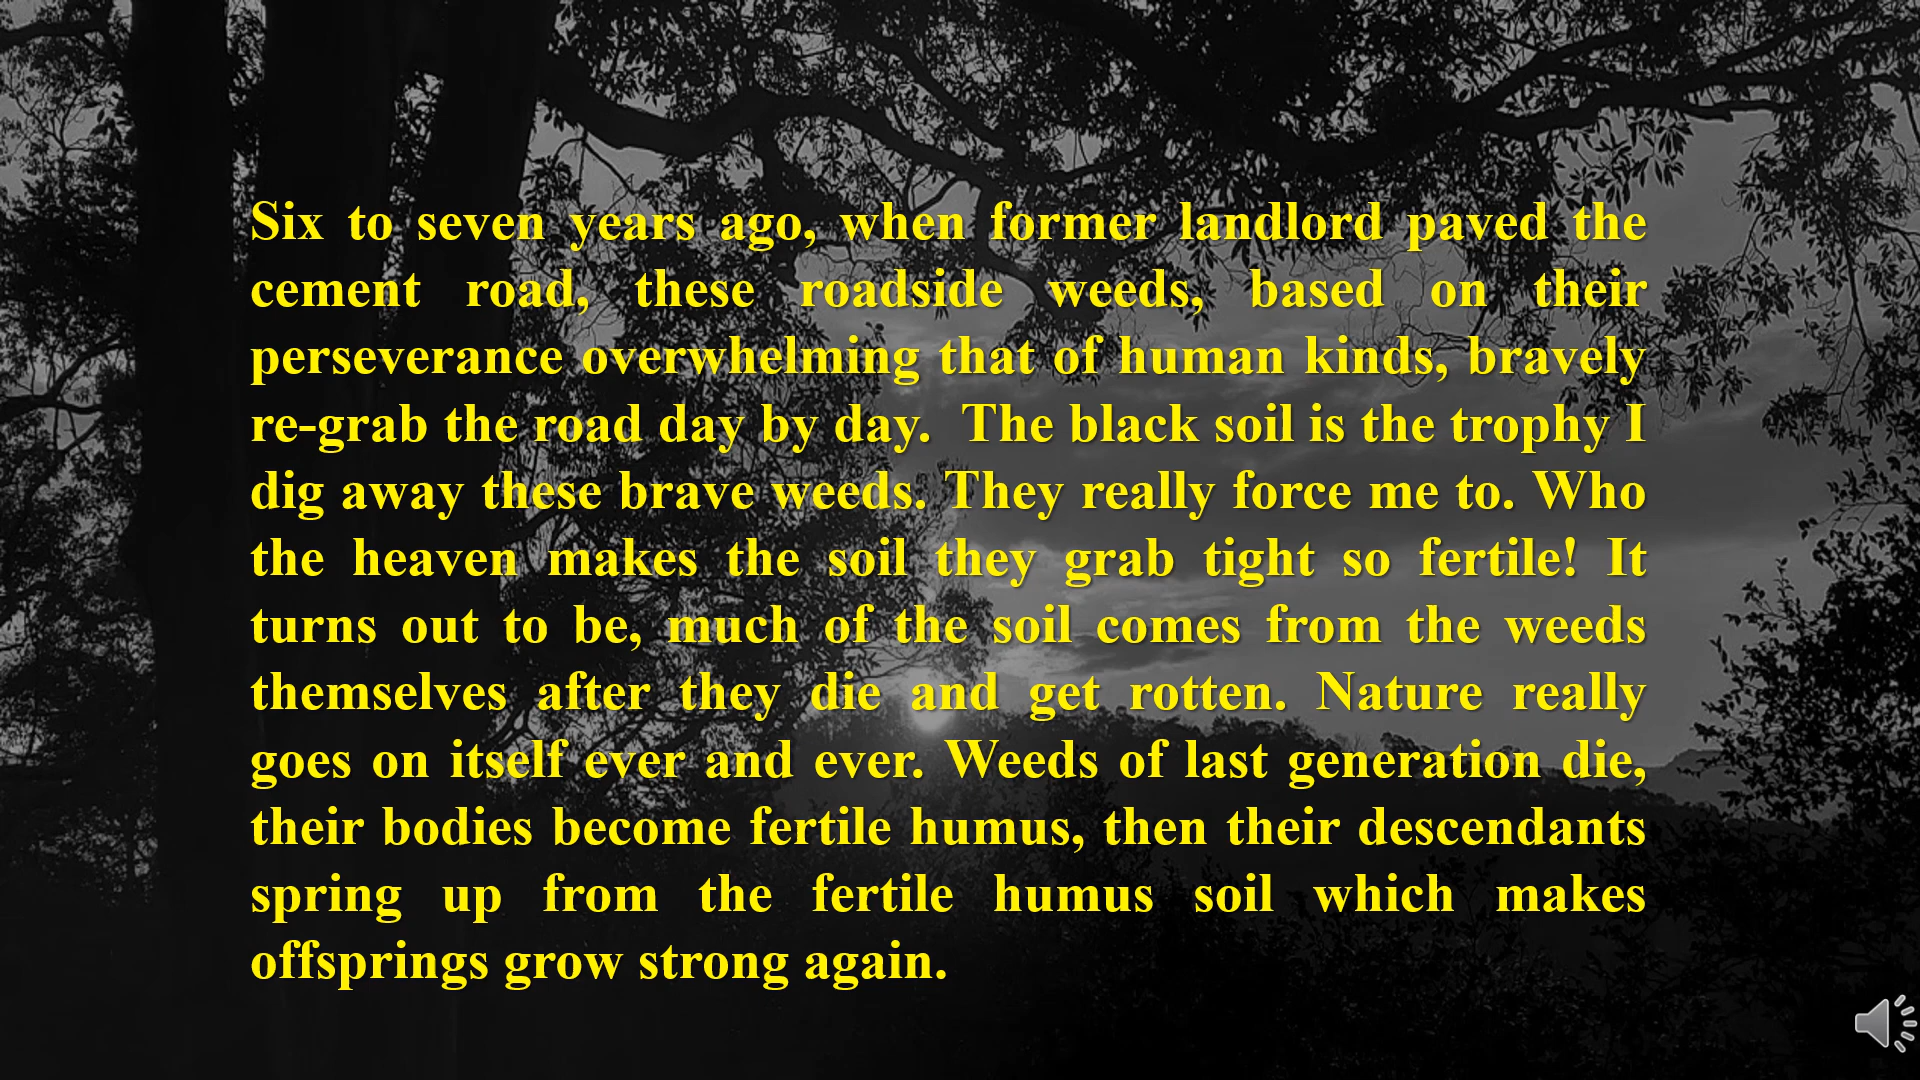 Six to seven years ago, when former landlord paved the
cement road, these roadside weeds, based on their
perseverance overwhelming that of human kinds, bravely
re-grab the road day by day.  The black soil is the trophy I
dig away these brave weeds. They really force me to. Who
the heaven makes the soil they grab tight so fertile! It
turns out to be, much of the soil comes from the weeds
themselves after they die and get rotten. Nature really
goes on itself ever and ever. Weeds of last generation die,
their bodies become fertile humus, then their descendants
spring up from the fertile humus soil which makes
offsprings grow strong again.